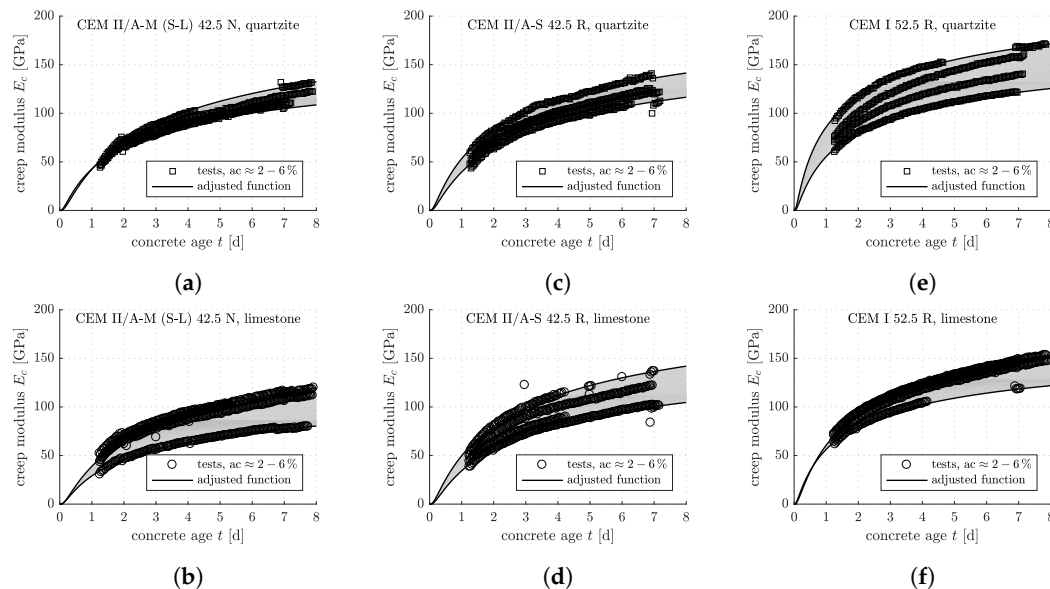 CEM II/A-M (S-L) 42.5 N, quartzite
creep modulus E_c [GPa]
200
150
100
50
0
tests, ac ≈ 2 – 6 %
adjusted function
0 1 2 3 4 5 6 7 8
concrete age t [d]
(a)
CEM II/A-S 42.5 R, quartzite
creep modulus E_c [GPa]
200
150
100
50
0
tests, ac ≈ 2 – 6 %
adjusted function
0 1 2 3 4 5 6 7 8
concrete age t [d]
(c)
CEM I 52.5 R, quartzite
creep modulus E_c [GPa]
200
150
100
50
0
tests, ac ≈ 2 – 6 %
adjusted function
0 1 2 3 4 5 6 7 8
concrete age t [d]
(e)
CEM II/A-M (S-L) 42.5 N, limestone
creep modulus E_c [GPa]
200
150
100
50
0
tests, ac ≈ 2 – 6 %
adjusted function
0 1 2 3 4 5 6 7 8
concrete age t [d]
(b)
CEM II/A-S 42.5 R, limestone
creep modulus E_c [GPa]
200
150
100
50
0
tests, ac ≈ 2 – 6 %
adjusted function
0 1 2 3 4 5 6 7 8
concrete age t [d]
(d)
CEM I 52.5 R, limestone
creep modulus E_c [GPa]
200
150
100
50
0
tests, ac ≈ 2 – 6 %
adjusted function
0 1 2 3 4 5 6 7 8
concrete age t [d]
(f)